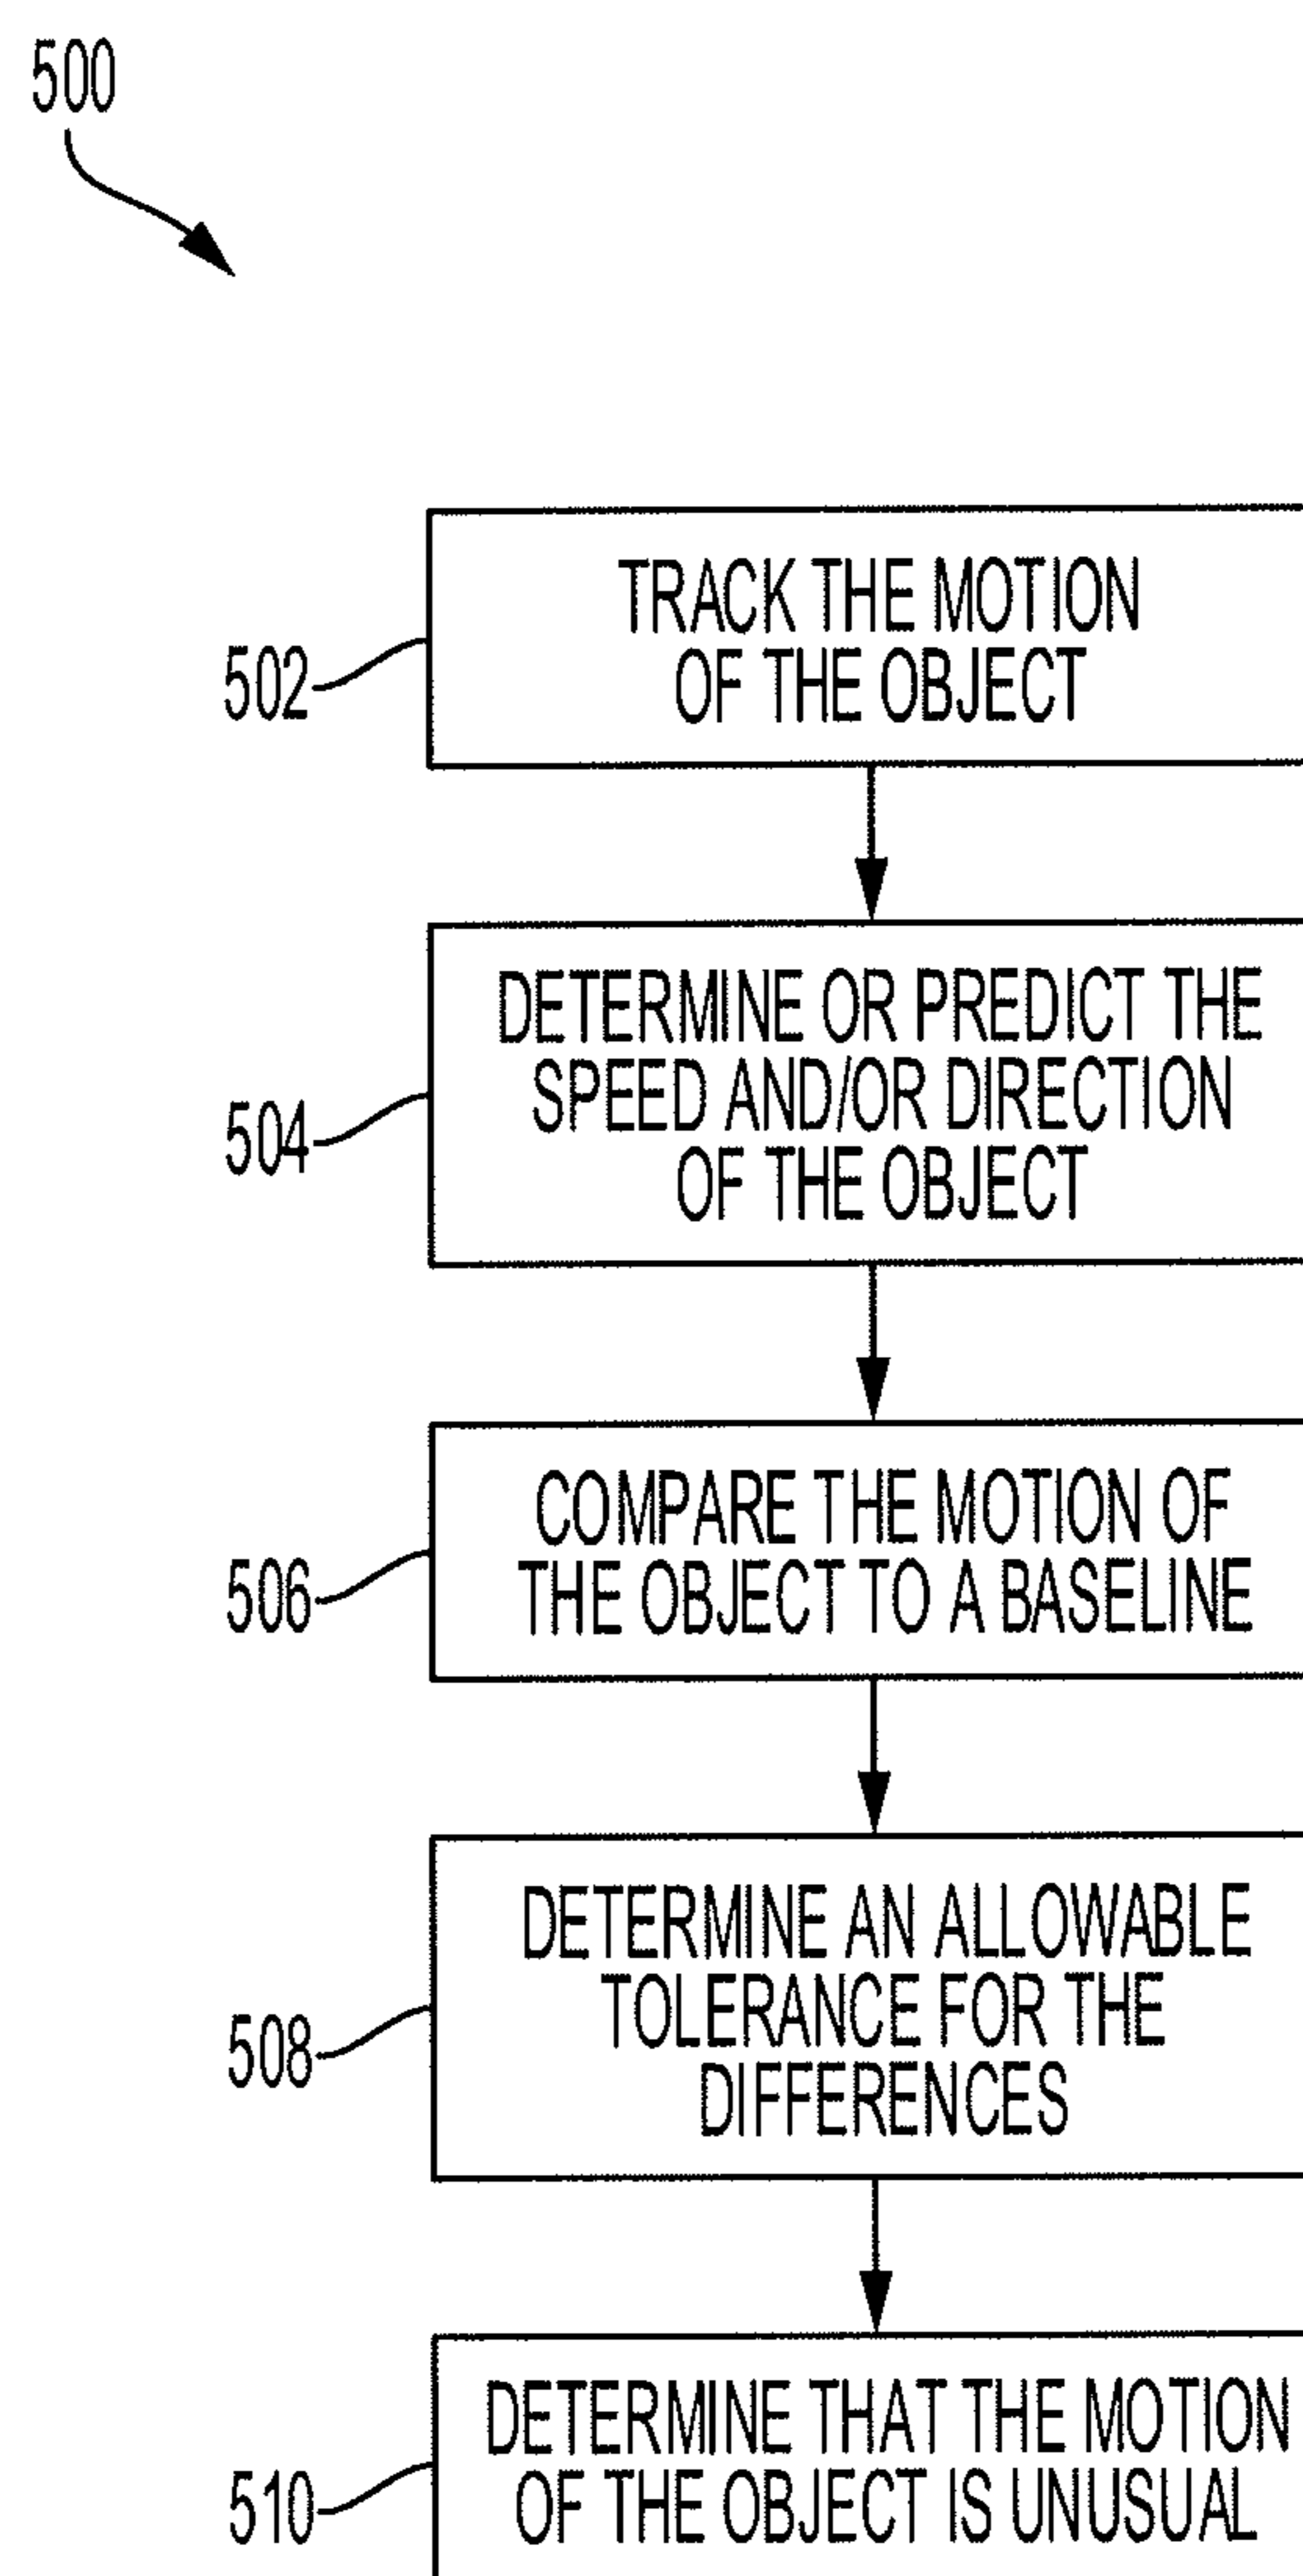 500
502
TRACK THE MOTION
OF THE OBJECT
504
DETERMINE OR PREDICT THE
SPEED AND/OR DIRECTION
OF THE OBJECT
506
COMPARE THE MOTION OF
THE OBJECT TO A BASELINE
508
DETERMINE AN ALLOWABLE
TOLERANCE FOR THE
DIFFERENCES
510
DETERMINE THAT THE MOTION
OF THE OBJECT IS UNUSUAL